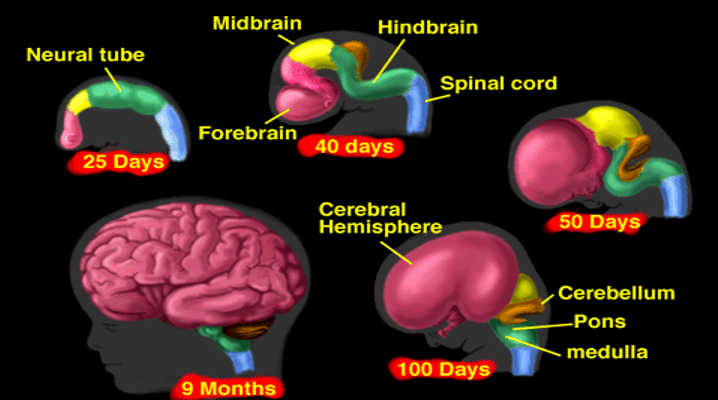 Neural tube
25 Days
Midbrain
Hindbrain
Spinal cord
Forebrain
40 days
50 Days
9 Months
Cerebral
Hemisphere
Cerebellum
Pons
medulla
100 Days